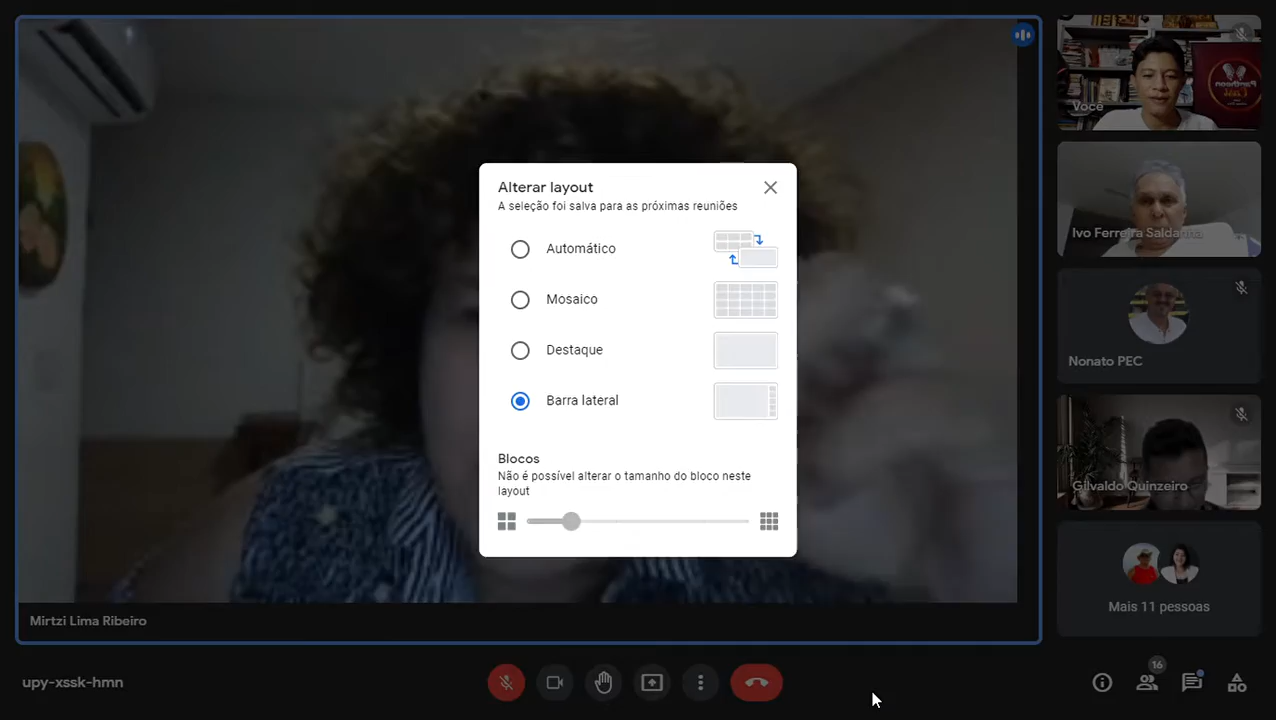 Alterar layout
A seleção foi salva para as próximas reuniões
Automático
Mosaico
Destaque
Barra lateral
Blocos
Não é possível alterar o tamanho do bloco neste
layout
Mirtzi Lima Ribeiro
upy-xssk-hmn
Você
Ivo Ferreira Saldanha
Nonato PEC
Gilvaldo Quinzeiro
Mais 11 pessoas
16